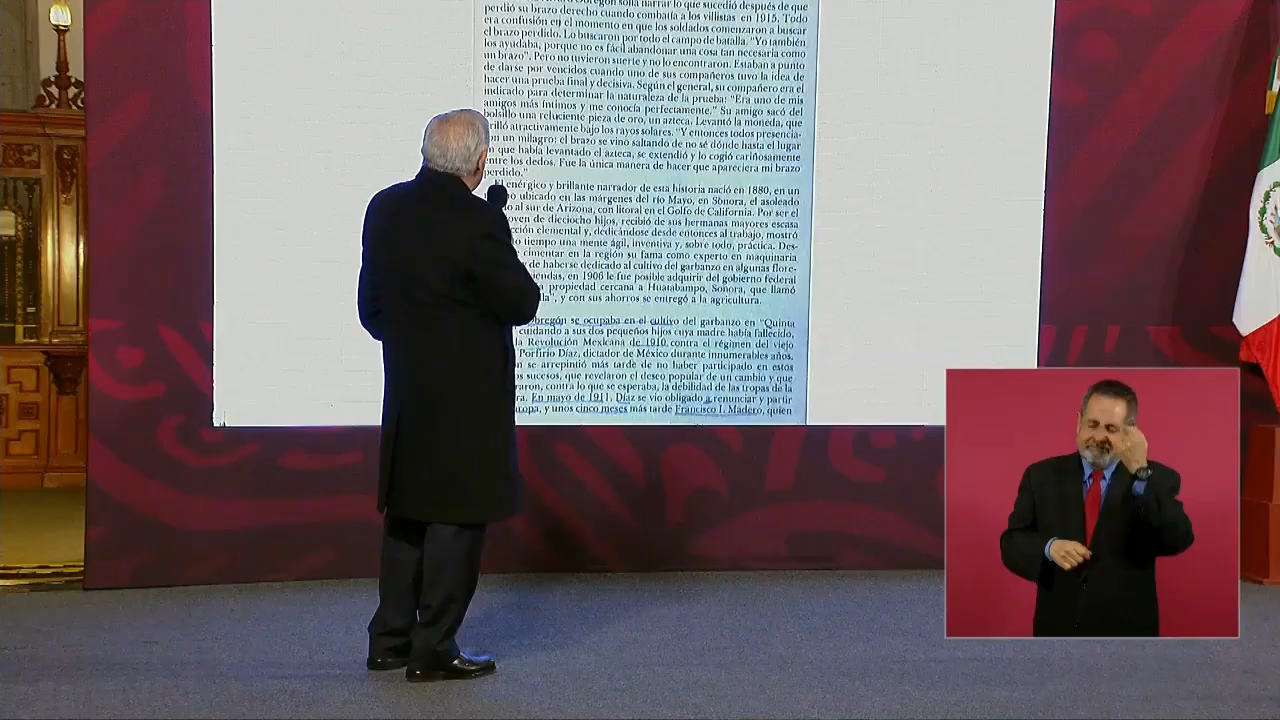 Obregón solía narrar lo que sucedió después de que
perdió su brazo derecho cuando combatía a los villistas en 1915. Todo
era confusión en el momento en que los soldados comenzaron a buscar
el brazo perdido. Lo buscaron por todo el campo de batalla. "Yo también
los ayudaba, porque no es fácil abandonar una cosa tan necesaria como
un brazo". Pero no tuvieron suerte y no lo encontraron. Estaban a punto
de darse por vencidos cuando uno de sus compañeros tuvo la idea de
hacer una prueba final y decisiva. Según el general, su compañero era el
indicado para determinar la naturaleza de la prueba: "Era uno de mis
amigos más íntimos y me conocía perfectamente." Su amigo sacó del
bolsillo una reluciente pieza de oro, un azteca. Levantó la moneda, que
rilló atractivamente bajo los rayos solares. "Y entonces todos presencia-
on un milagro: el brazo se vino saltando de no sé dónde hasta el lugar
n que había levantado el azteca, se extendió y lo cogió cariñosamente
ntre los dedos. Fue la única manera de hacer que apareciera mi brazo
perdido."
El enérgico y brillante narrador de esta historia nació en 1880, en un
o ubicado en las márgenes del río Mayo, en Sonora, el asoleado
do al sur de Arizona, con litoral en el Golfo de California. Por ser el
oven de dieciocho hijos, recibió de sus hermanas mayores escasa
cción elemental y, dedicándose desde entonces al trabajo, mostró
o tiempo una mente ágil, inventiva y, sobre todo, práctica. Des-
cimentar en la región su fama como experto en maquinaria
y de haberse dedicado al cultivo del garbanzo en algunas flore-
iendas, en 1906 le fue posible adquirir del gobierno federal
propiedad cercana a Huatabampo, Sonora, que llamó
la", y con sus ahorros se entregó a la agricultura.
Obregón se ocupaba en el cultivo del garbanzo en "Quinta
cuidando a sus dos pequeños hijos cuya madre había fallecido,
la Revolución Mexicana de 1910 contra el régimen del viejo
Porfirio Díaz, dictador de México durante innumerables años.
n se arrepintió más tarde de no haber participado en estos
os sucesos, que revelaron el deseo popular de un cambio y que
raron, contra lo que se esperaba, la debilidad de las tropas de la
ra. En mayo de 1911, Díaz se vio obligado a renunciar y partir
uropa, y unos cinco meses más tarde Francisco I. Madero, quien